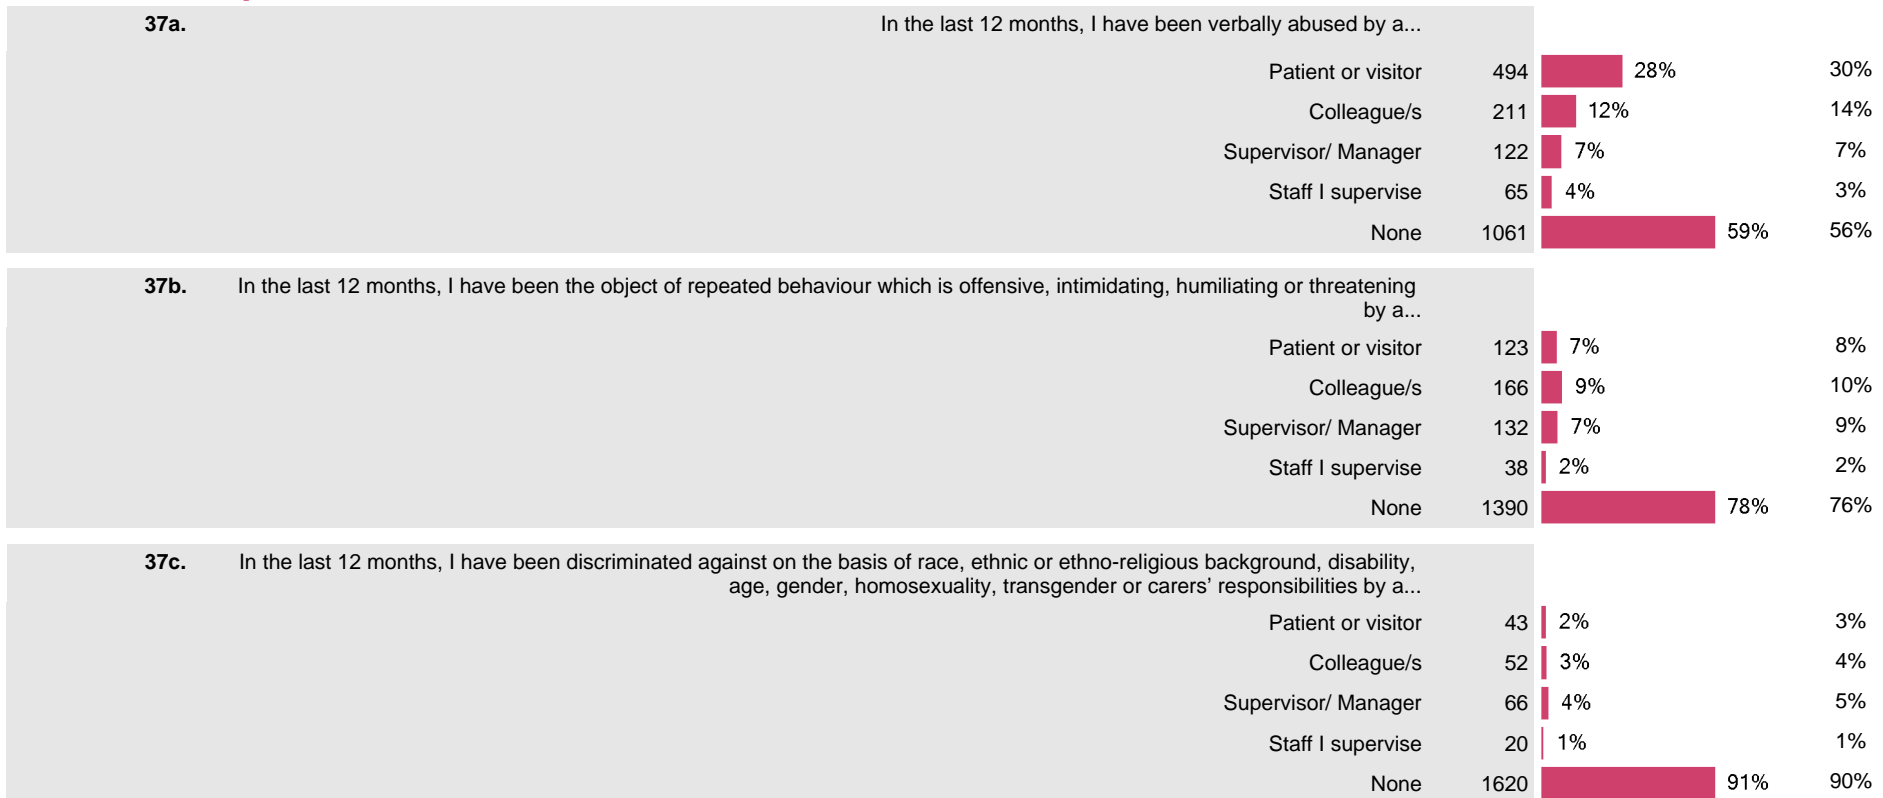 37a. In the last 12 months, I have been verbally abused by a...
Patient or visitor 494 28% 30%
Colleague/s 211 12% 14%
Supervisor/ Manager 122 7% 7%
Staff I supervise 65 4% 3%
None 1061 59% 56%
37b. In the last 12 months, I have been the object of repeated behaviour which is offensive, intimidating, humiliating or threatening
by a...
Patient or visitor 123 7% 8%
Colleague/s 166 9% 10%
Supervisor/ Manager 132 7% 9%
Staff I supervise 38 2% 2%
None 1390 78% 76%
37c. In the last 12 months, I have been discriminated against on the basis of race, ethnic or ethno-religious background, disability,
age, gender, homosexuality, transgender or carers’ responsibilities by a...
Patient or visitor 43 2% 3%
Colleague/s 52 3% 4%
Supervisor/ Manager 66 4% 5%
Staff I supervise 20 1% 1%
None 1620 91% 90%